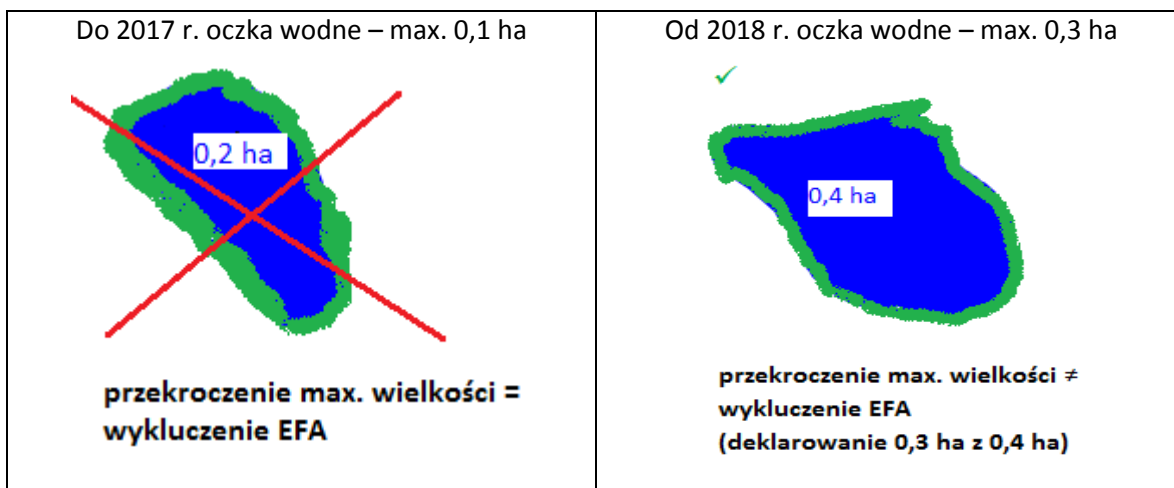 Do 2017 r. oczka wodne – max. 0,1 ha
0,2 ha
przekroczenie max. wielkości =
wykluczenie EFA
Od 2018 r. oczka wodne – max. 0,3 ha
✓
0,4 ha
przekroczenie max. wielkości ≠
wykluczenie EFA
(deklarowanie 0,3 ha z 0,4 ha)